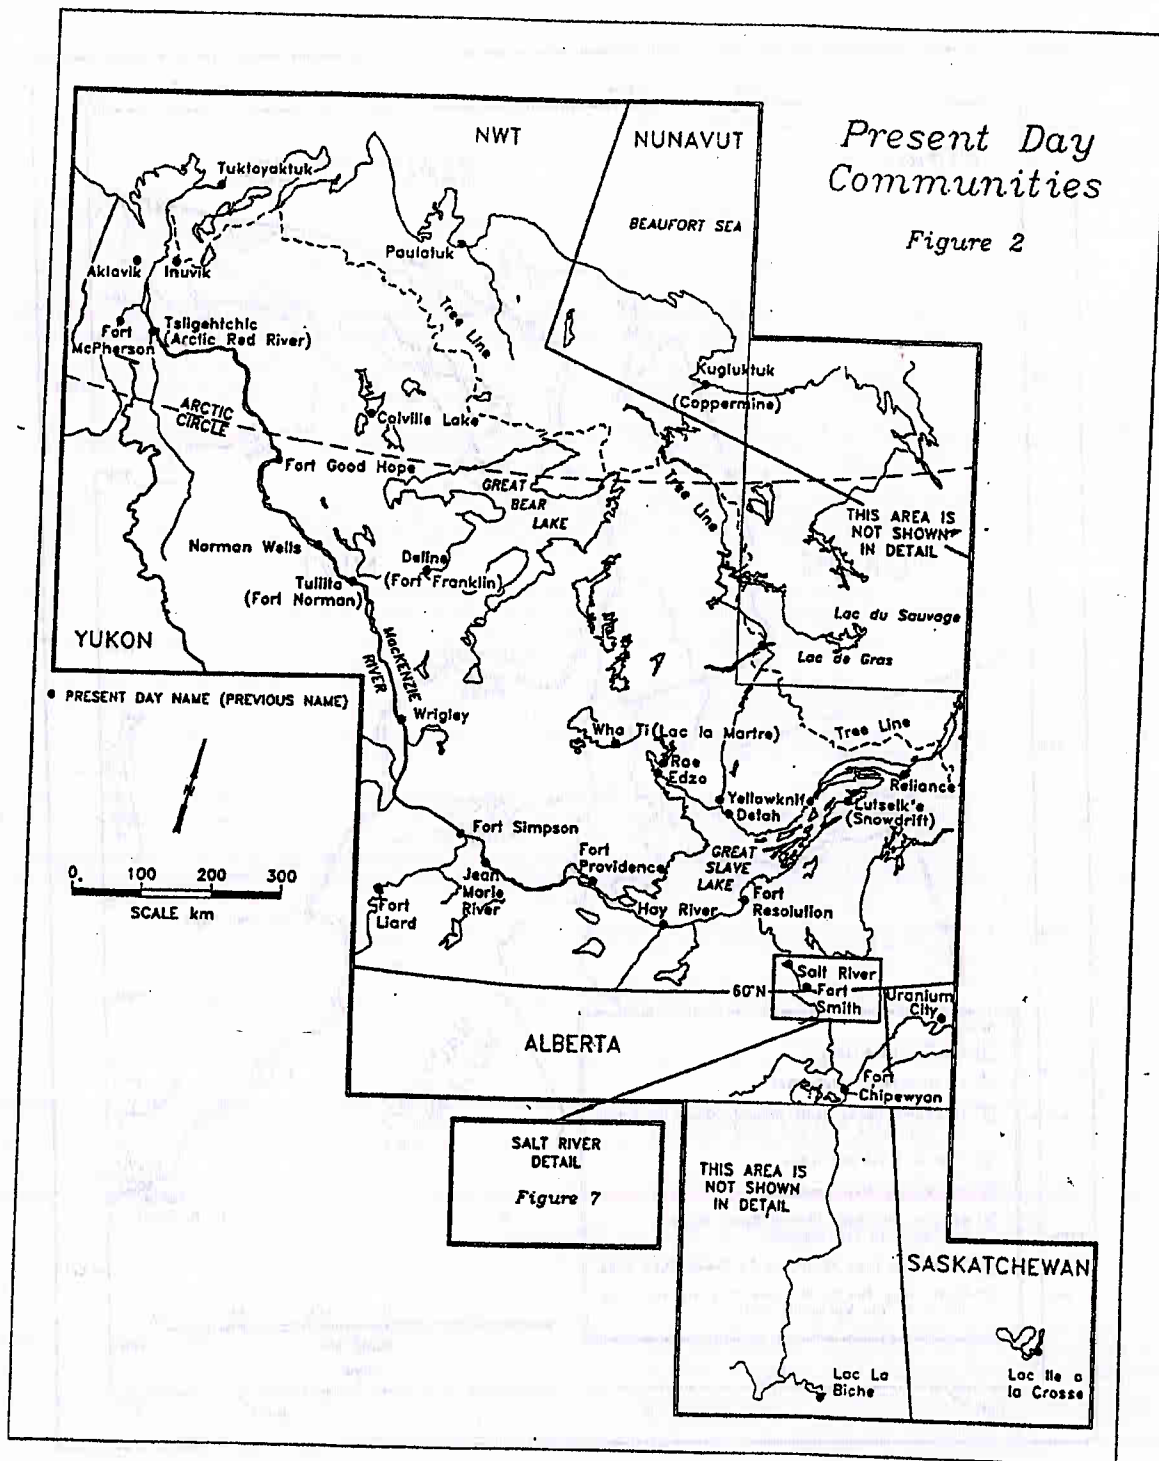 Present Day
Communities
Figure 2
NWT
NUNAVUT
BEAUFORT SEA
Tuktoyaktuk
Paulatuk
Aklavik
Inuvik
Tsiigehtchic
(Arctic Red River)
Fort
McPherson
Tree Line
Kugluktuk
(Coppermine)
ARCTIC
CIRCLE
Colville Lake
Fort Good Hope
GREAT
BEAR
LAKE
Tree Line
THIS AREA IS
NOT SHOWN
IN DETAIL
Norman Wells
Deline
(Fort Franklin)
Tulita
(Fort Norman)
Lac du Sauvage
Lac de Gras
YUKON
MacKENZIE
RIVER
PRESENT DAY NAME (PREVIOUS NAME)
Wrigley
Wha Ti (Lac la Martre)
Tree Line
Rae
Edzo
Reliance
Yellowknife
Detah
Lutselk'e
(Snowdrift)
N
Fort Simpson
GREAT
SLAVE
LAKE
Fort
Providence
0 100 200 300
SCALE km
Jean
Marie
River
Fort
Liard
Hay River
Fort
Resolution
Salt River
60°N
Fort
Smith
Uranium
City
ALBERTA
Fort
Chipewyan
SALT RIVER
DETAIL
Figure 7
THIS AREA IS
NOT SHOWN
IN DETAIL
SASKATCHEWAN
Lac La
Biche
Lac Ile a
la Crosse